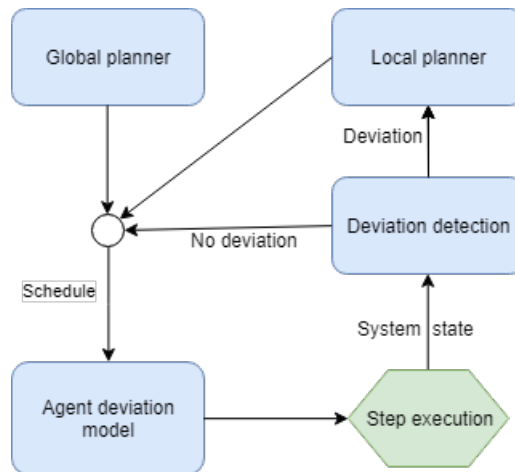 Global planner
Local planner
Deviation
No deviation
Deviation detection
Schedule
System state
Agent deviation
model
Step execution